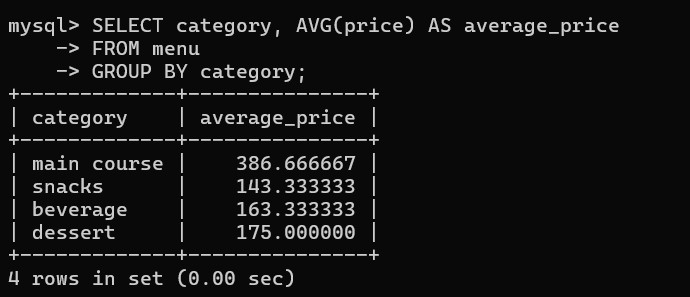 mysql> SELECT category, AVG(price) AS average_price
    -> FROM menu
    -> GROUP BY category;
+-------------+---------------+
| category    | average_price |
+-------------+---------------+
| main course |    386.666667 |
| snacks      |    143.333333 |
| beverage    |    163.333333 |
| dessert     |    175.000000 |
+-------------+---------------+
4 rows in set (0.00 sec)